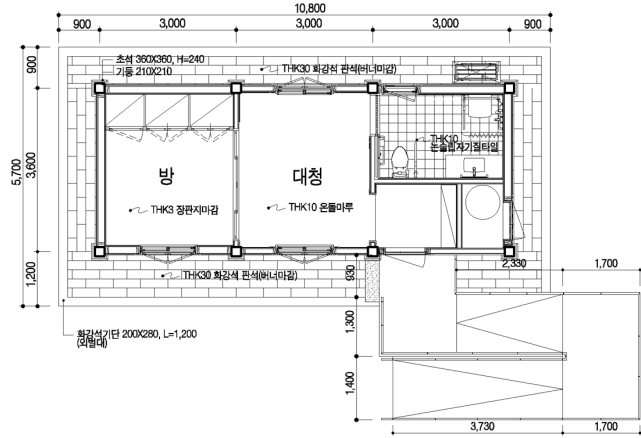 10,800
900 3,000 3,000 3,000 900
초석 360X360, H=240
기둥 210X210
THK30 화강석 판석(버너마감)
900
THK10
논슬립자기질타일
5,700
3,600
방
대청
THK3 장판지마감
THK10 온돌마루
1,200
THK30 화강석 판석(버너마감)
930
2,330
1,700
화강석기단 200X280, L=1,200
(외벌대)
1,300
1,400
3,730
1,700